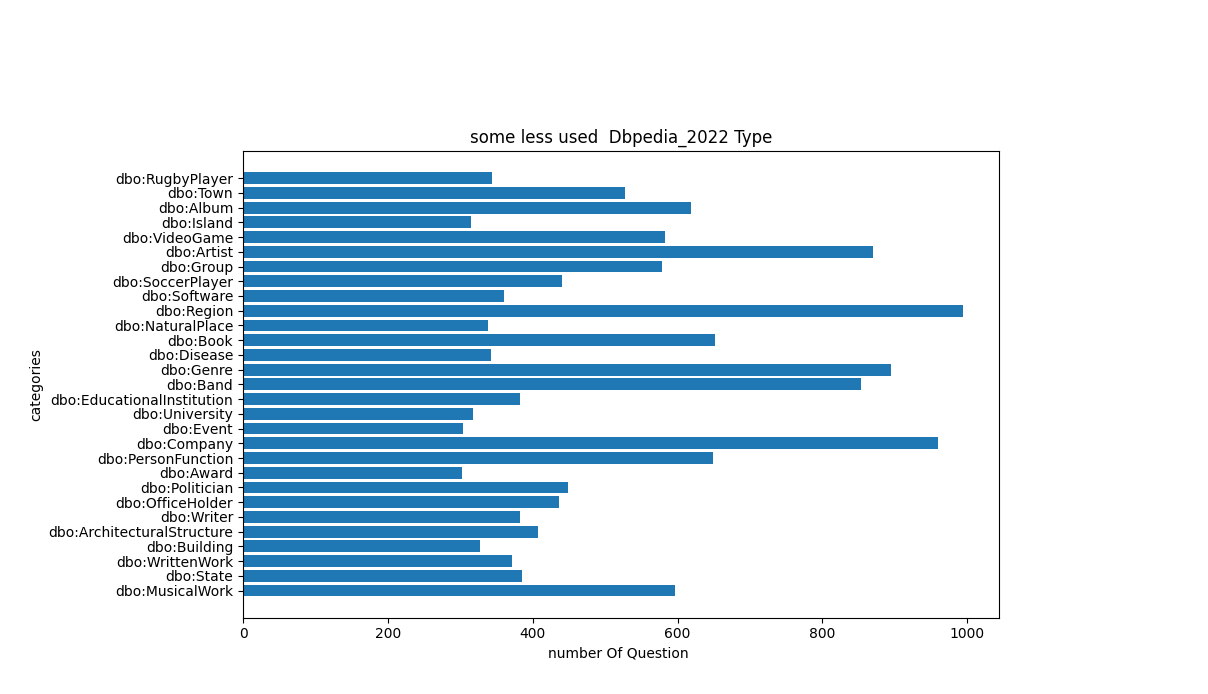 some less used  Dbpedia_2022 Type
categories
dbo:RugbyPlayer
dbo:Town
dbo:Album
dbo:Island
dbo:VideoGame
dbo:Artist
dbo:Group
dbo:SoccerPlayer
dbo:Software
dbo:Region
dbo:NaturalPlace
dbo:Book
dbo:Disease
dbo:Genre
dbo:Band
dbo:EducationalInstitution
dbo:University
dbo:Event
dbo:Company
dbo:PersonFunction
dbo:Award
dbo:Politician
dbo:OfficeHolder
dbo:Writer
dbo:ArchitecturalStructure
dbo:Building
dbo:WrittenWork
dbo:State
dbo:MusicalWork
0 200 400 600 800 1000
number Of Question